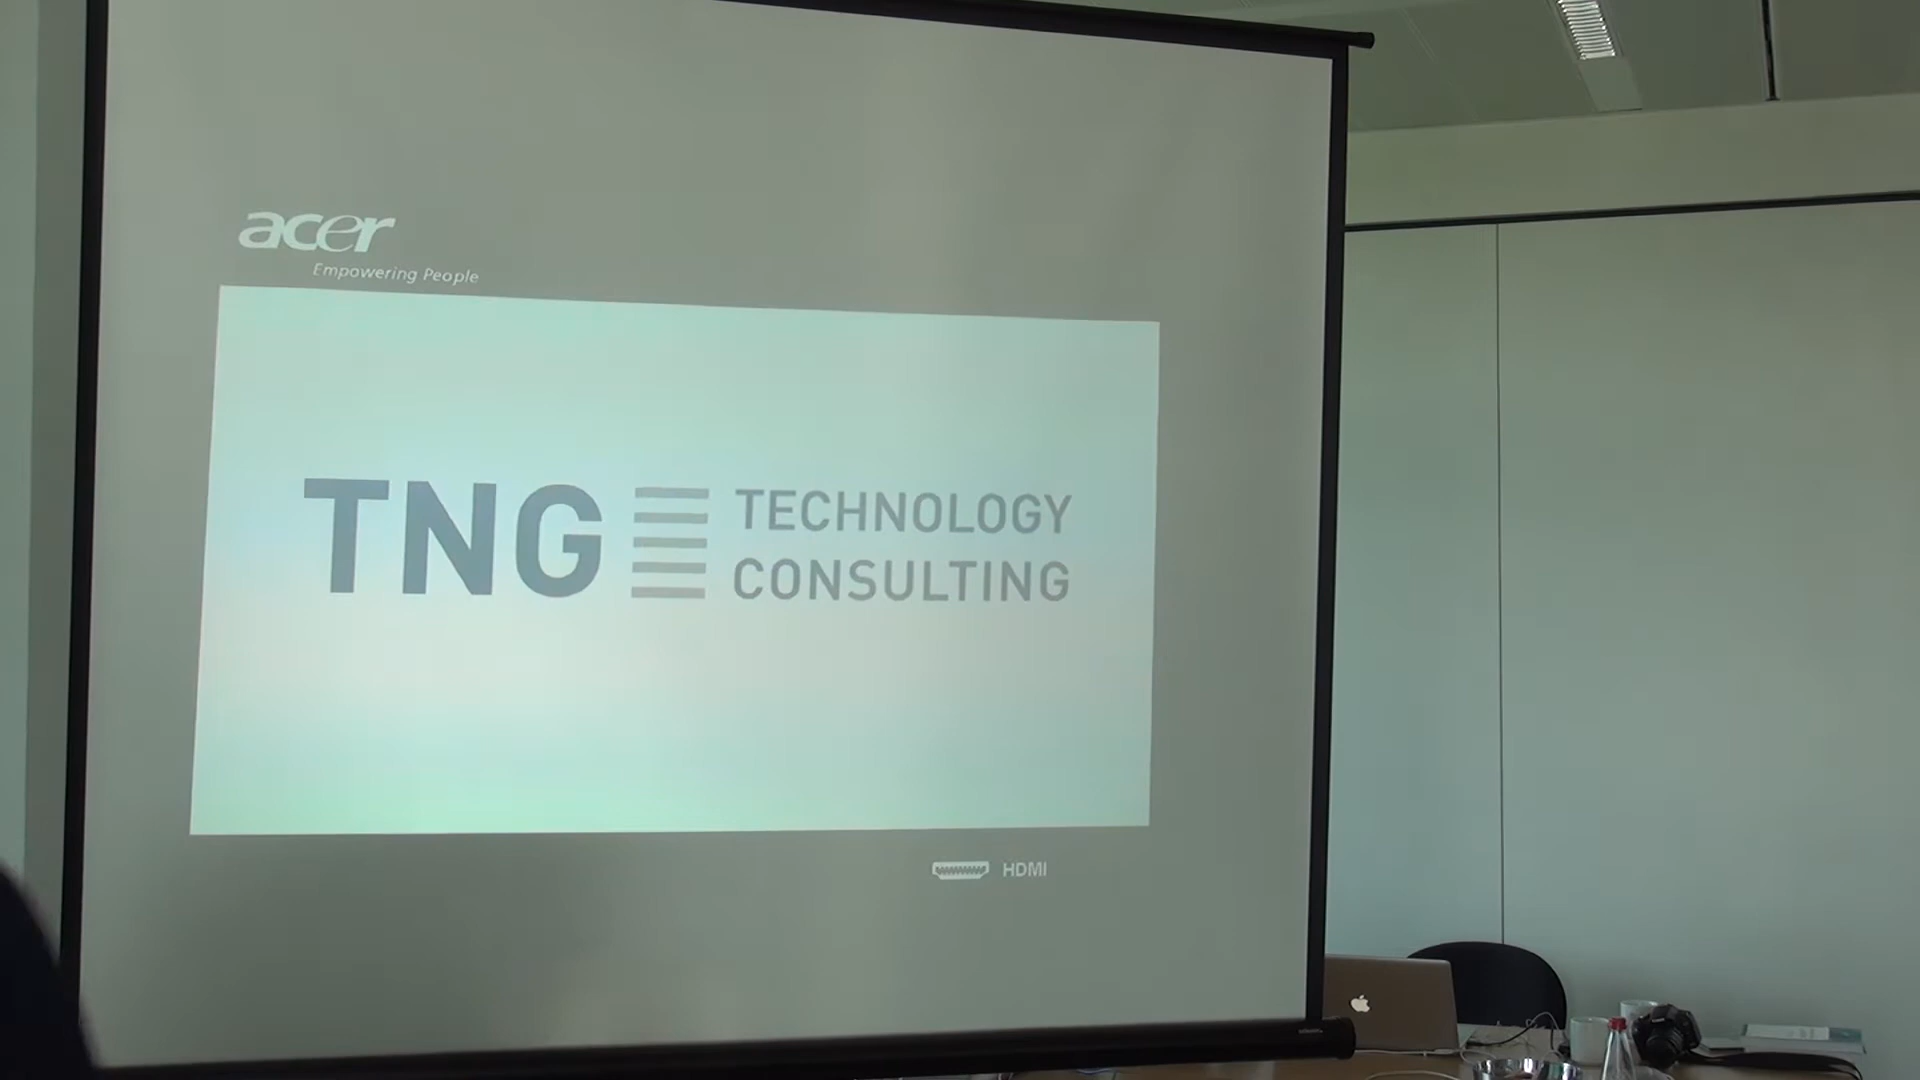 acer
Empowering People
TNG
TECHNOLOGY
CONSULTING
HDMI